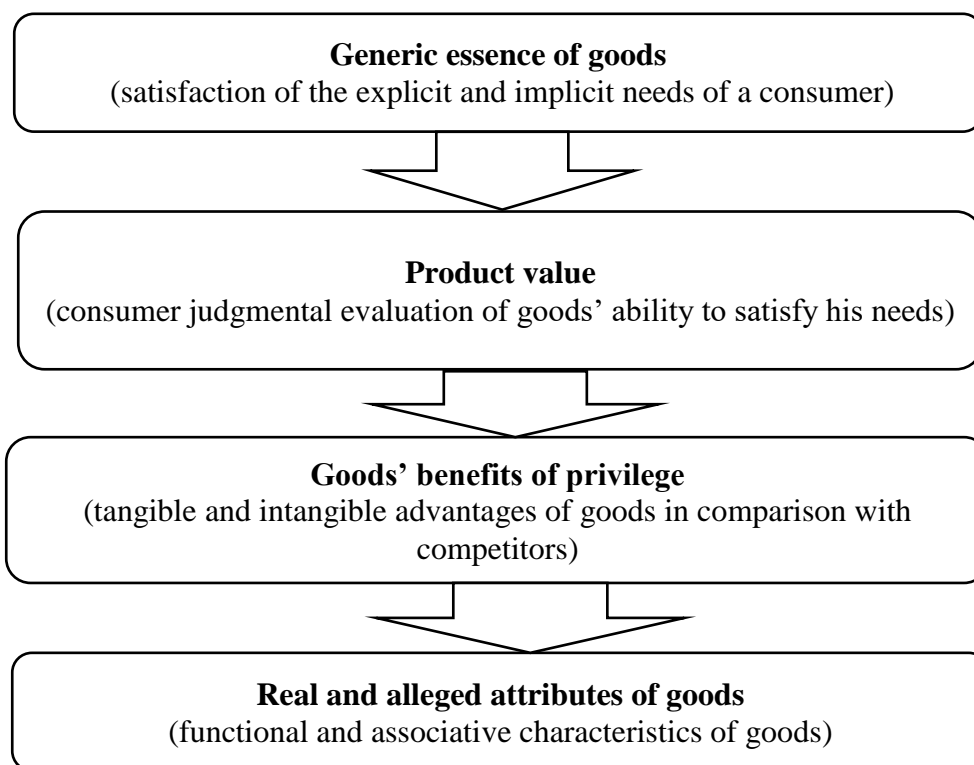 Generic essence of goods
(satisfaction of the explicit and implicit needs of a consumer)
Product value
(consumer judgmental evaluation of goods’ ability to satisfy his needs)
Goods’ benefits of privilege
(tangible and intangible advantages of goods in comparison with
competitors)
Real and alleged attributes of goods
(functional and associative characteristics of goods)